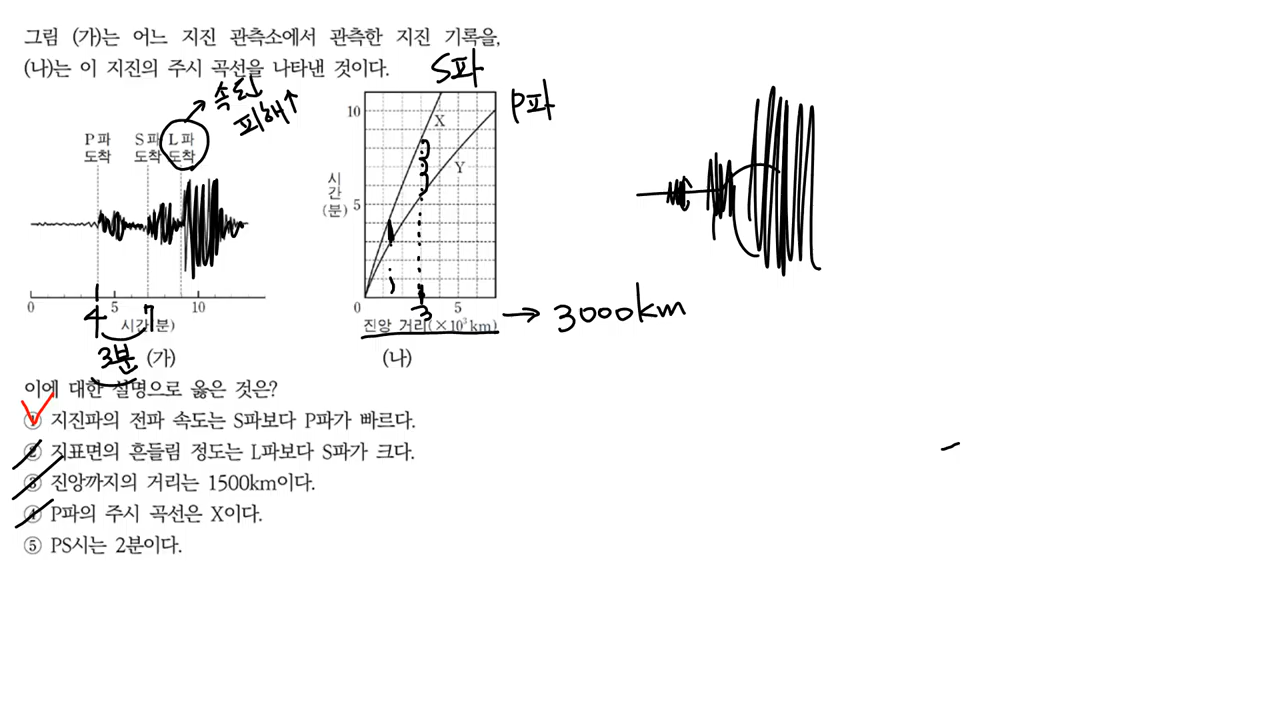 그림 (가)는 어느 지진 관측소에서 관측한 지진 기록을,
(나)는 이 지진의 주시 곡선을 나타낸 것이다.
속도↓
피해↑
P파 도착
S파 도착
L파 도착
0 5 10
4 7
시간(분)
3분
(가)
S파
P파
10
X
Y
시간(분)
5
0 3 5
진앙 거리(×10³km)
→ 3000km
(나)
이에 대한 설명으로 옳은 것은?
① 지진파의 전파 속도는 S파보다 P파가 빠르다.
② 지표면의 흔들림 정도는 L파보다 S파가 크다.
③ 진앙까지의 거리는 1500km이다.
④ P파의 주시 곡선은 X이다.
⑤ PS시는 2분이다.